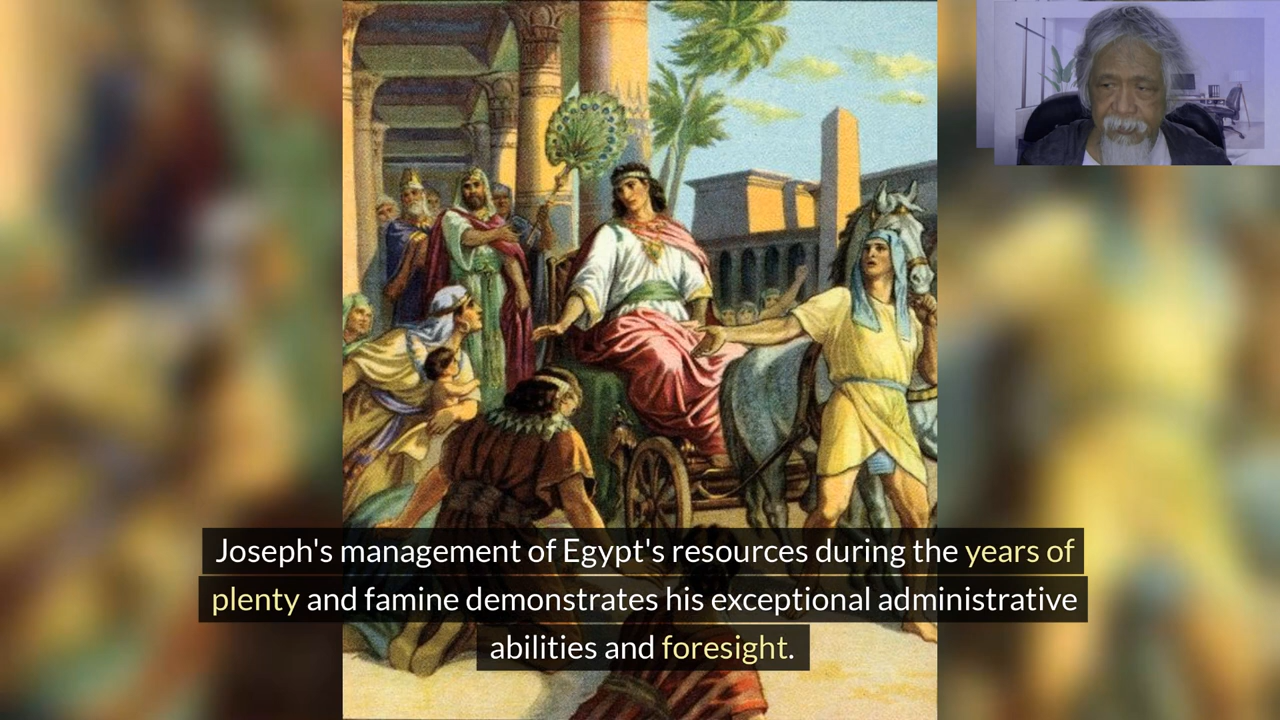 Joseph's management of Egypt's resources during the years of
plenty and famine demonstrates his exceptional administrative
abilities and foresight.